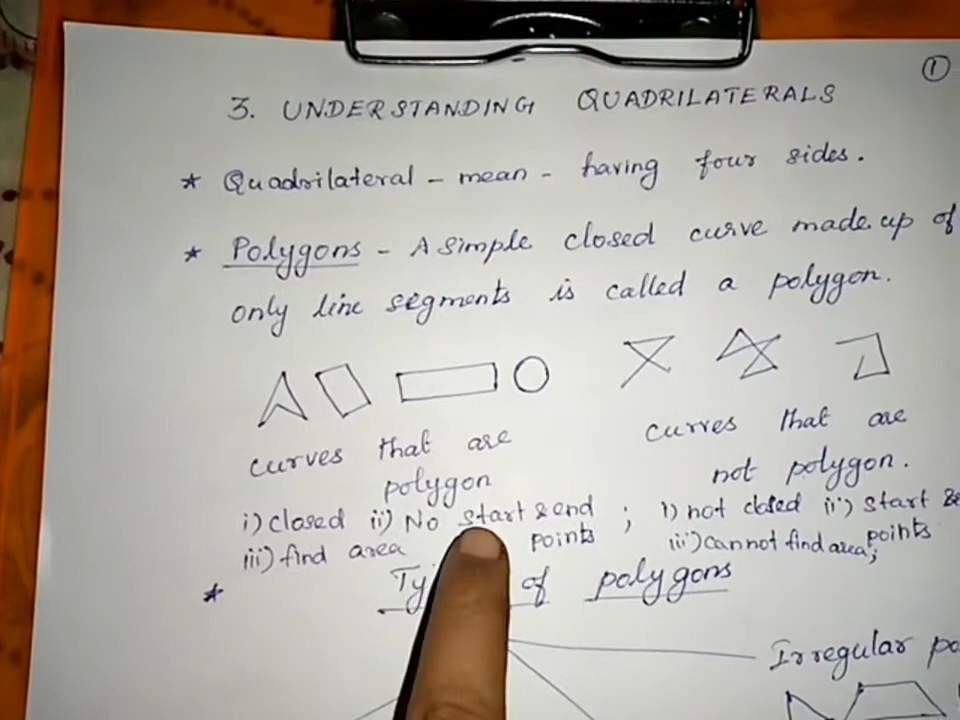 ①
3. UNDERSTANDING QUADRILATERALS
* Quadrilateral - mean - having four sides.
* Polygons - A simple closed curve made up of
only line segments is called a polygon.
curves that are
polygon
curves that are
not polygon.
i) closed ii) No start & end ; i) not closed ii) start &
iii) find area points iii) cannot find area; points
* of polygons
Irregular